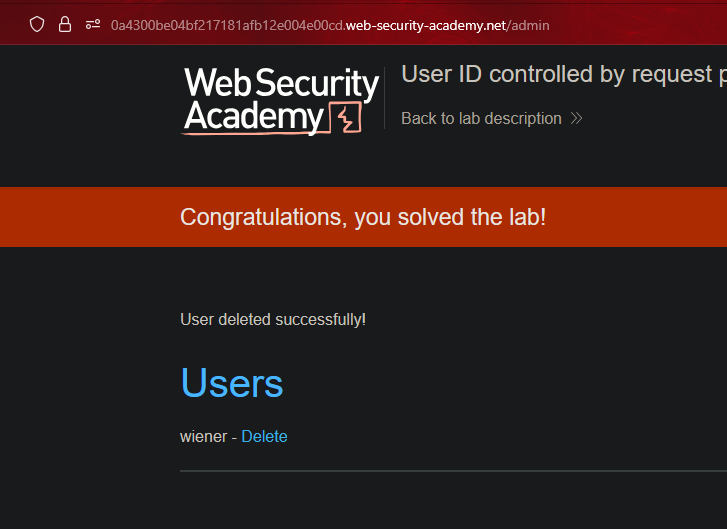 0a4300be04bf217181afb12e004e00cd.web-security-academy.net/admin
Web Security
Academy
User ID controlled by request p
Back to lab description
Congratulations, you solved the lab!
User deleted successfully!
Users
wiener - Delete